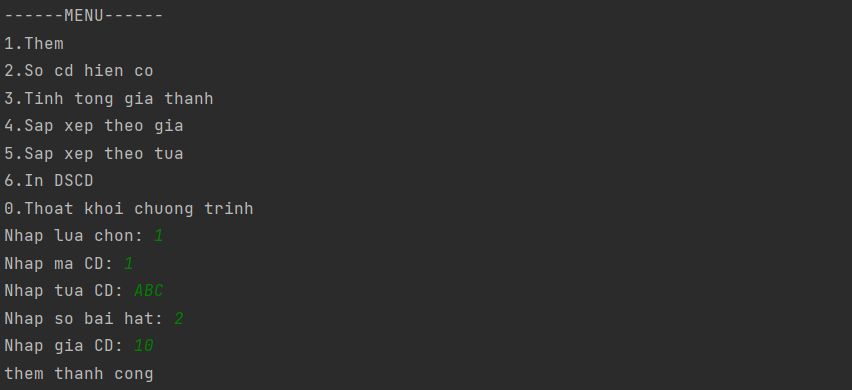 ------MENU------
1.Them
2.So cd hien co
3.Tinh tong gia thanh
4.Sap xep theo gia
5.Sap xep theo tua
6.In DSCD
0.Thoat khoi chuong trinh
Nhap lua chon: 1
Nhap ma CD: 1
Nhap tua CD: ABC
Nhap so bai hat: 2
Nhap gia CD: 10
them thanh cong